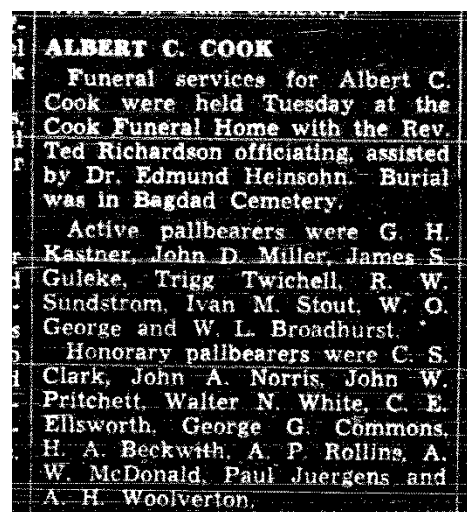 ALBERT C. COOK
Funeral services for Albert C.
Cook were held Tuesday at the
Cook Funeral Home with the Rev.
Ted Richardson officiating, assisted
by Dr. Edmund Heinsohn. Burial
was in Bagdad Cemetery.
Active pallbearers were G. H.
Kastner, John D. Miller, James S.
Guleke, Trigg Twichell, R. W.
Sundstrom, Ivan M. Stout, W. O.
George and W. L. Broadhurst.
Honorary pallbearers were C. S.
Clark, John A. Norris, John W.
Pritchett, Walter N. White, C. E.
Ellsworth, George G. Commons,
H. A. Beckwith, A. P. Rollins, A.
W. McDonald, Paul Juergens and
A. H. Woolverton.